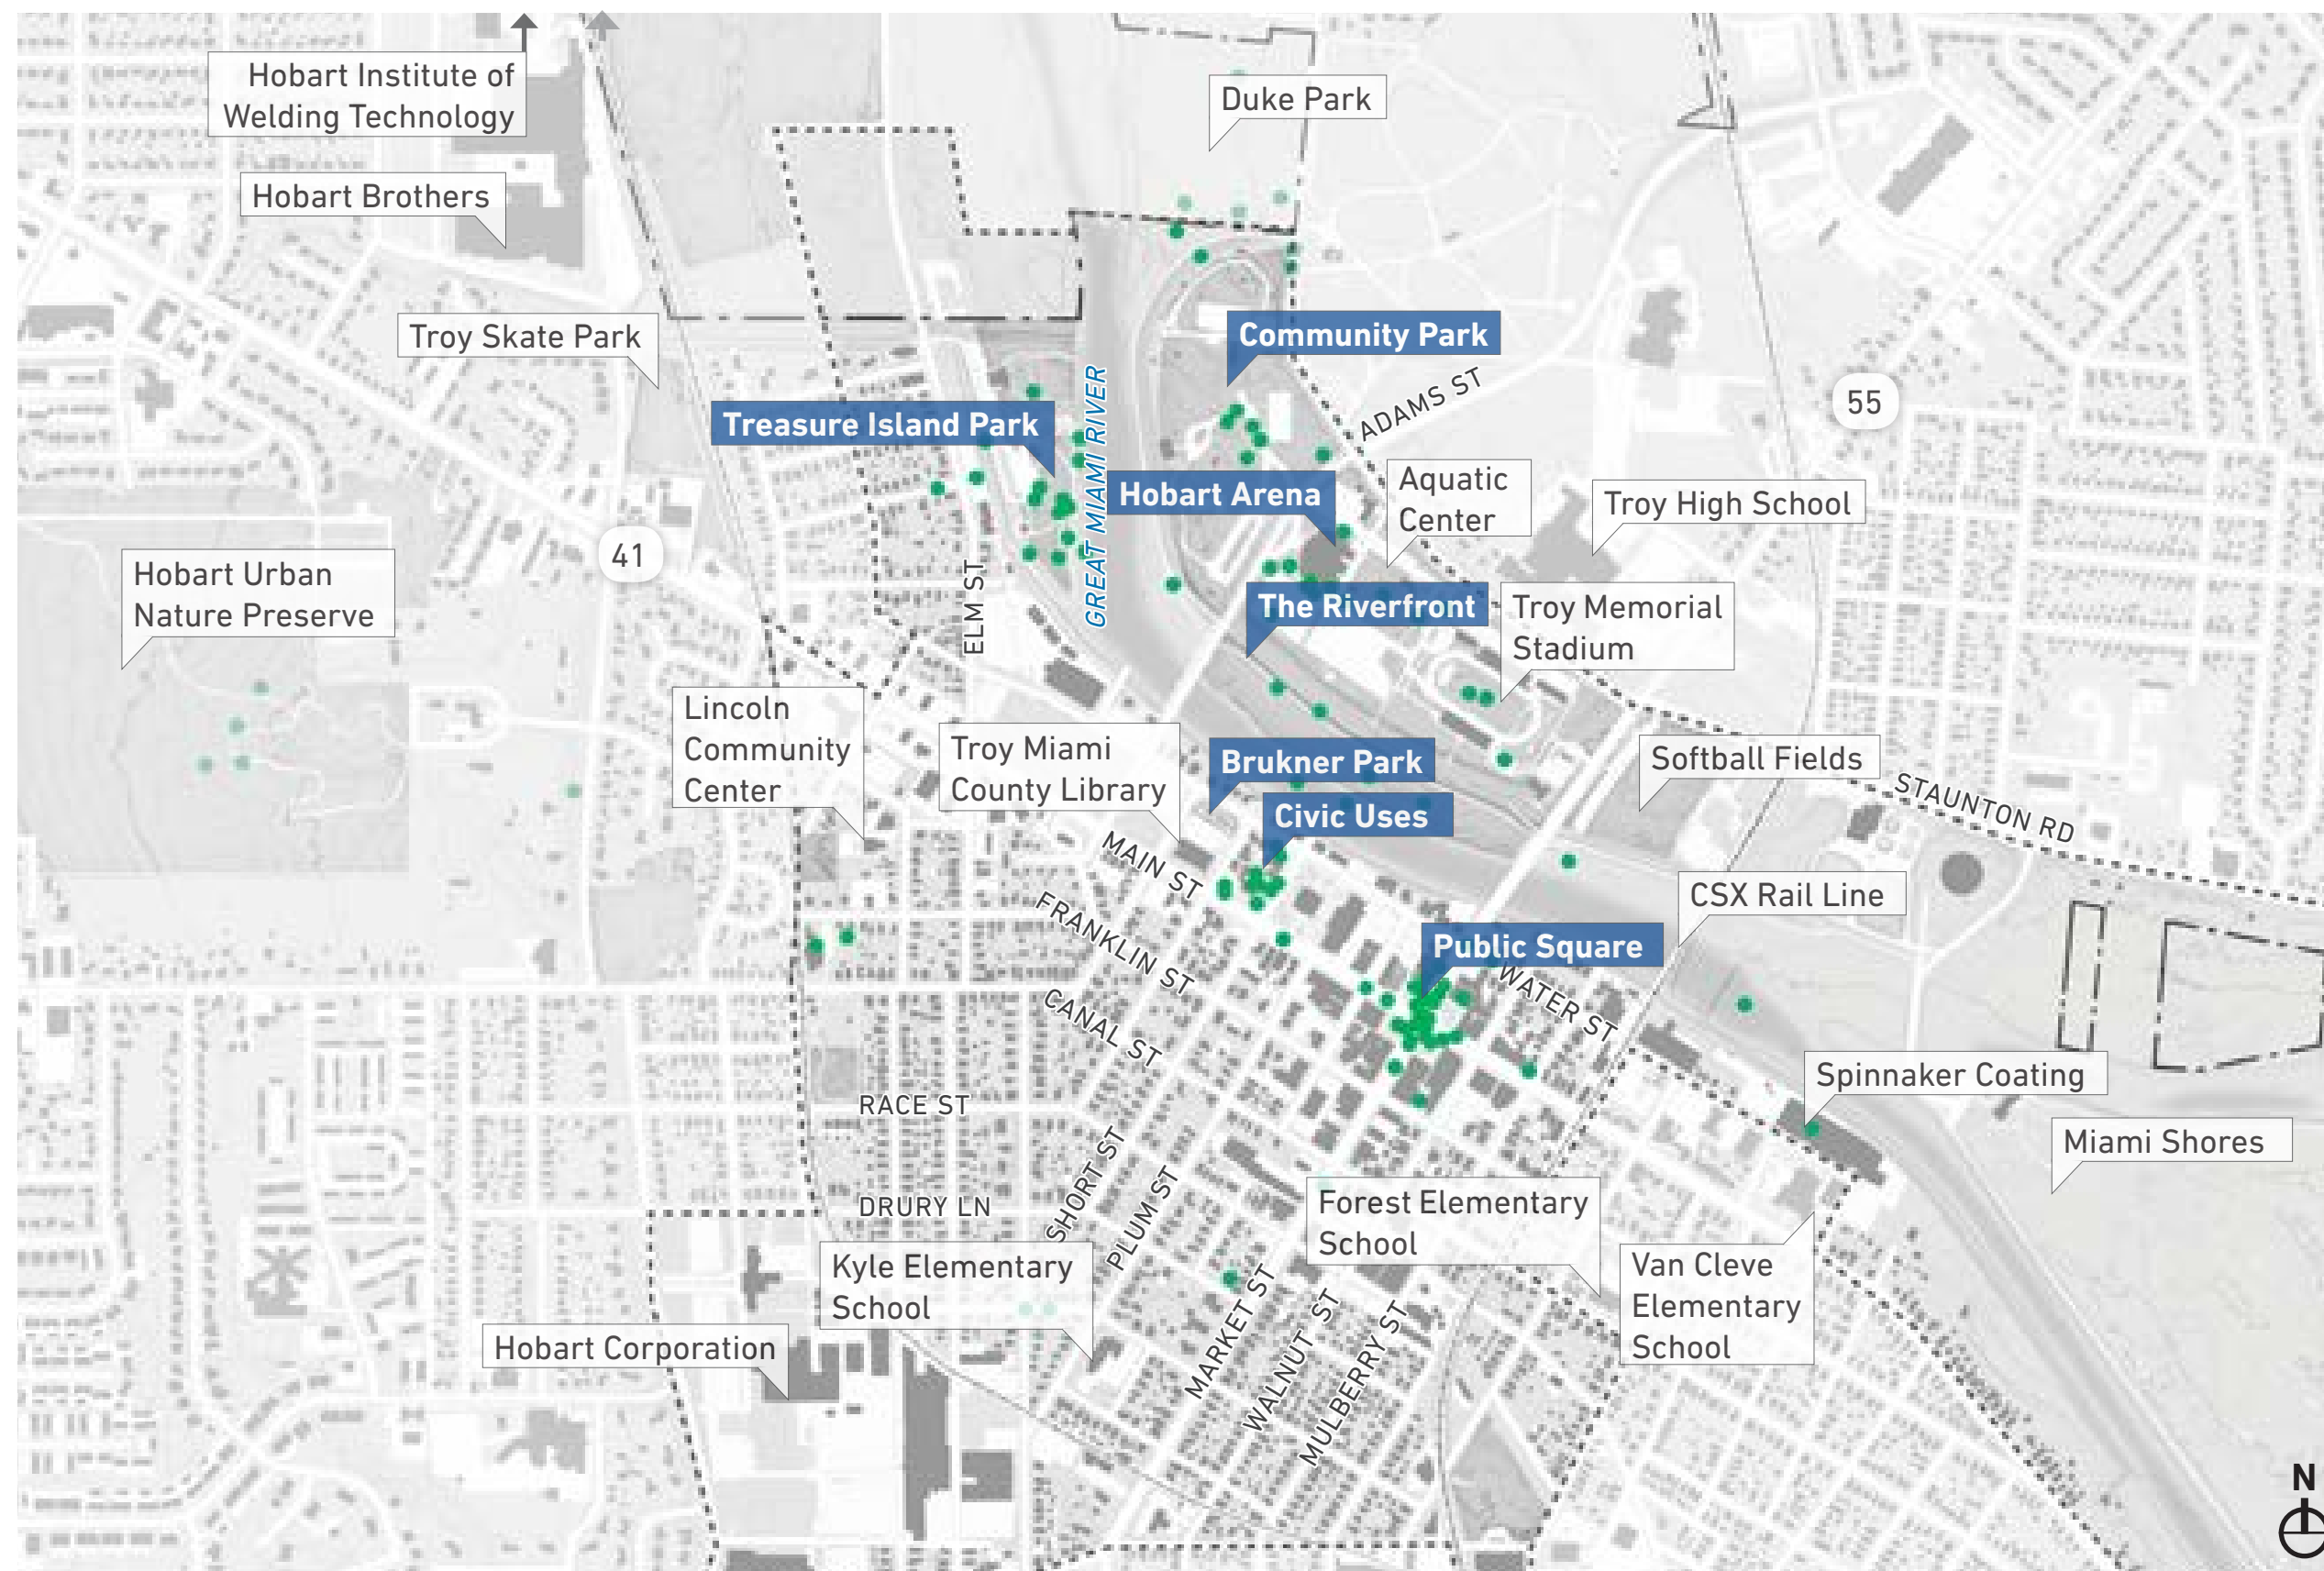 Hobart Institute of
Welding Technology
Duke Park
Hobart Brothers
Troy Skate Park
Community Park
Treasure Island Park
GREAT MIAMI RIVER
ADAMS ST
55
Hobart Arena
Aquatic
Center
Troy High School
41
Hobart Urban
Nature Preserve
ELM ST
The Riverfront
Troy Memorial
Stadium
Lincoln
Community
Center
Troy Miami
County Library
Brukner Park
Softball Fields
Civic Uses
STAUNTON RD
MAIN ST
FRANKLIN ST
CSX Rail Line
Public Square
WATER ST
CANAL ST
RACE ST
Spinnaker Coating
Miami Shores
DRURY LN
SHORT ST
PLUM ST
Forest Elementary
School
Kyle Elementary
School
Van Cleve
Elementary
School
Hobart Corporation
MARKET ST
WALNUT ST
MULBERRY ST
N